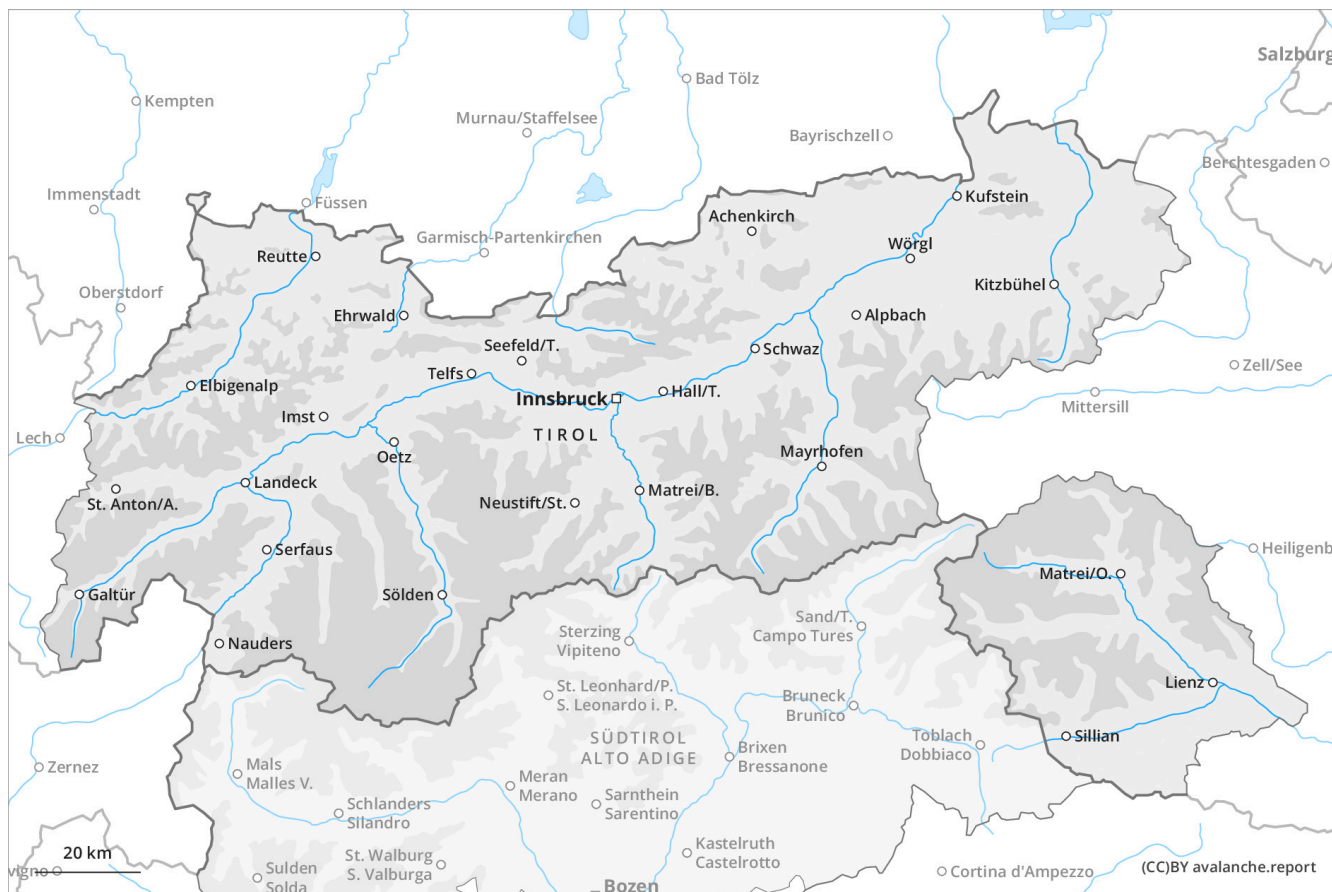 Salzburg
Bad Tölz
Kempten
Murnau/Staffelsee
Bayrischzell
Berchtesgaden
Immenstadt
Füssen
Kufstein
Achenkirch
Garmisch-Partenkirchen
Wörgl
Reutte
Kitzbühel
Oberstdorf
Ehrwald
Alpbach
Seefeld/T.
Schwaz
Zell/See
Telfs
Elbigenalp
Hall/T.
Innsbruck
Mittersill
Imst
TIROL
Lech
Oetz
Mayrhofen
Landeck
Matrei/B.
St. Anton/A.
Neustift/St.
Serfaus
Heiligenb
Matrei/O.
Galtür
Sölden
Sand/T.
Campo Tures
Sterzing
Vipiteno
Nauders
Lienz
St. Leonhard/P.
S. Leonardo i. P.
Bruneck
Brunico
Toblach
Dobbiaco
Sillian
SÜDTIROL
ALTO ADIGE
Brixen
Bressanone
Zernez
Mals
Malles V.
Meran
Merano
Schlanders
Silandro
Sarnthein
Sarentino
20 km
Kastelruth
Castelrotto
St. Walburg
S. Valburga
(CC)BY avalanche.report
vigno
Sulden
Solda
Cortina d'Ampezzo
Bozen